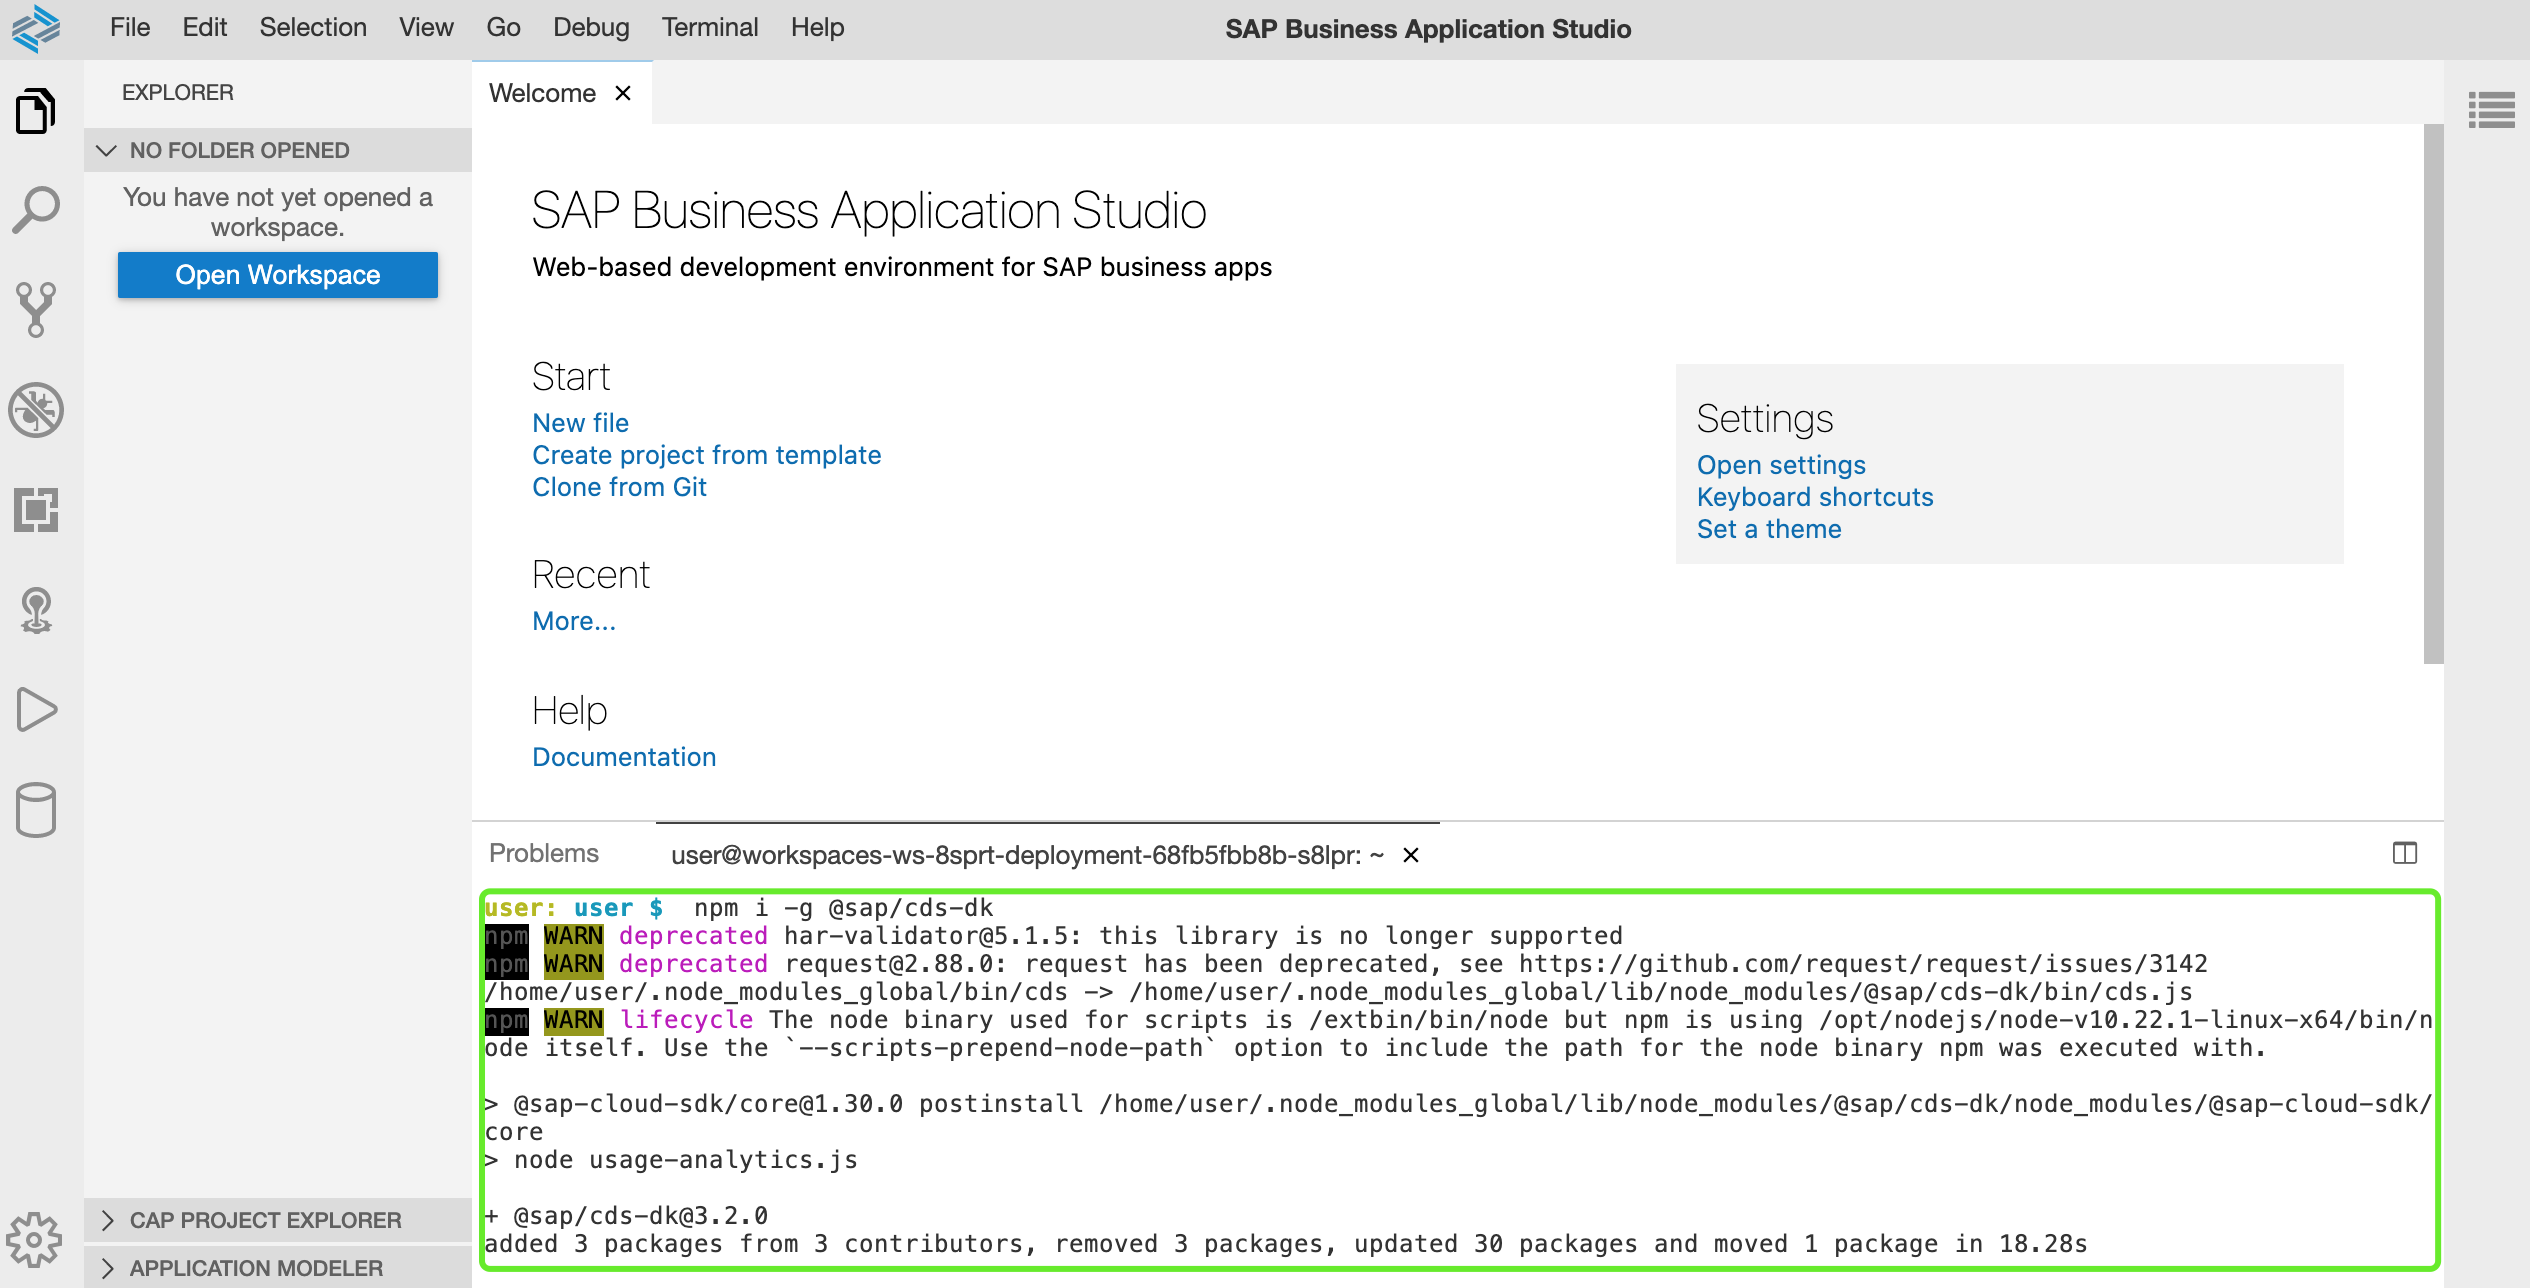 File Edit Selection View Go Debug Terminal Help
SAP Business Application Studio
EXPLORER
NO FOLDER OPENED
You have not yet opened a
workspace.
Open Workspace
CAP PROJECT EXPLORER
APPLICATION MODELER
Welcome ×
SAP Business Application Studio
Web-based development environment for SAP business apps
Start
New file
Create project from template
Clone from Git
Recent
More...
Help
Documentation
Settings
Open settings
Keyboard shortcuts
Set a theme
Problems
user@workspaces-ws-8sprt-deployment-68fb5fbb8b-s8lpr: ~ ×
user: user $  npm i -g @sap/cds-dk
npm WARN deprecated har-validator@5.1.5: this library is no longer supported
npm WARN deprecated request@2.88.0: request has been deprecated, see https://github.com/request/request/issues/3142
/home/user/.node_modules_global/bin/cds -> /home/user/.node_modules_global/lib/node_modules/@sap/cds-dk/bin/cds.js
npm WARN lifecycle The node binary used for scripts is /extbin/bin/node but npm is using /opt/nodejs/node-v10.22.1-linux-x64/bin/n
ode itself. Use the `--scripts-prepend-node-path` option to include the path for the node binary npm was executed with.
> @sap-cloud-sdk/core@1.30.0 postinstall /home/user/.node_modules_global/lib/node_modules/@sap/cds-dk/node_modules/@sap-cloud-sdk/
core
> node usage-analytics.js
+ @sap/cds-dk@3.2.0
added 3 packages from 3 contributors, removed 3 packages, updated 30 packages and moved 1 package in 18.28s